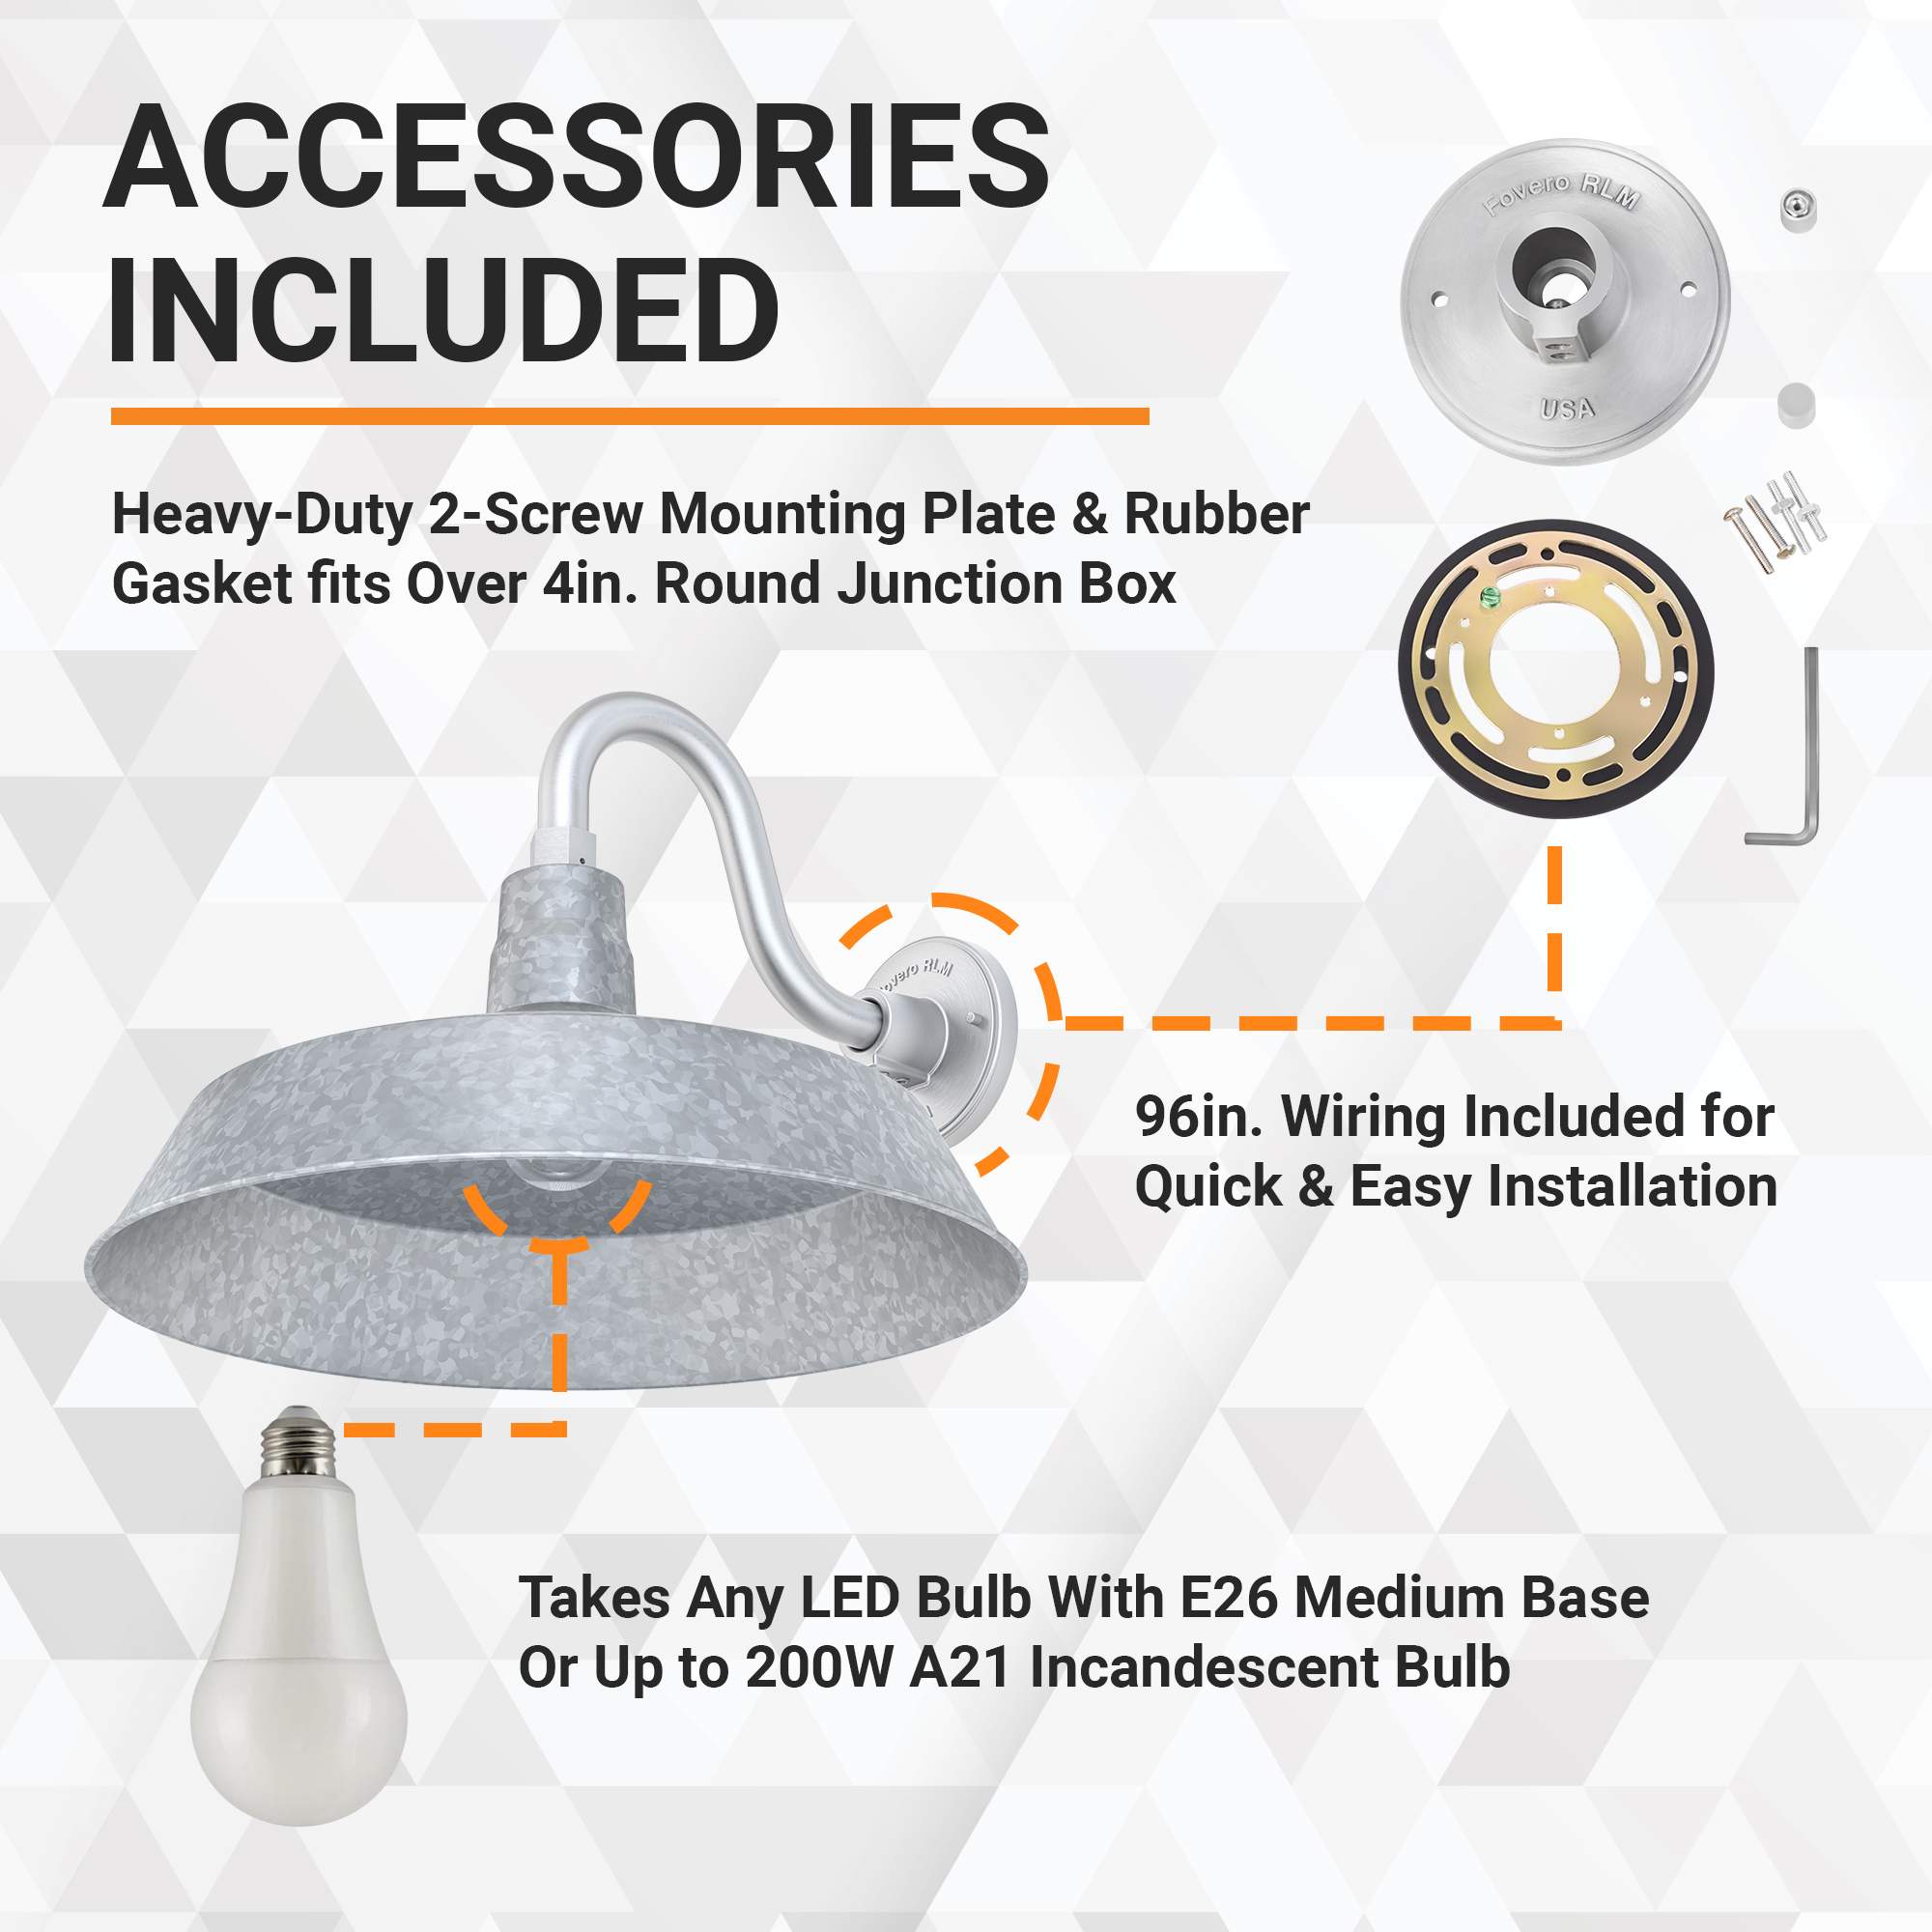 ACCESSORIES
INCLUDED
Heavy-Duty 2-Screw Mounting Plate & Rubber
Gasket fits Over 4in. Round Junction Box
Fovero RLM
USA
overo RLM
96in. Wiring Included for
Quick & Easy Installation
Takes Any LED Bulb With E26 Medium Base
Or Up to 200W A21 Incandescent Bulb